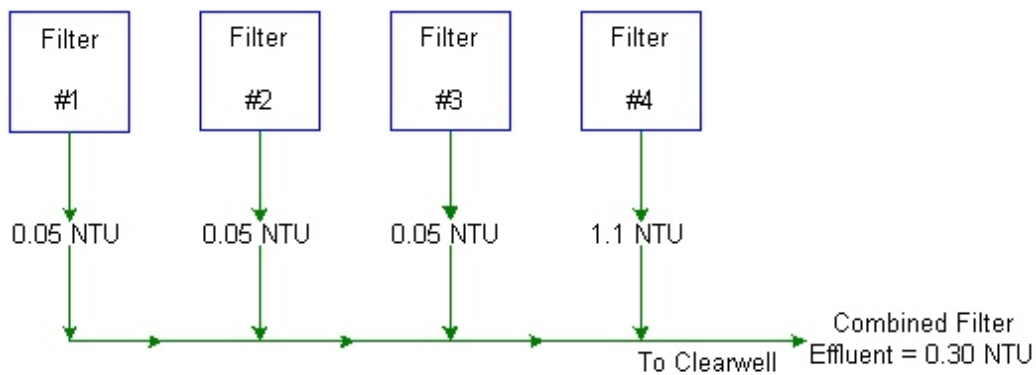 Filter
#1
Filter
#2
Filter
#3
Filter
#4
0.05 NTU
0.05 NTU
0.05 NTU
1.1 NTU
To Clearwell
Combined Filter
Effluent = 0.30 NTU